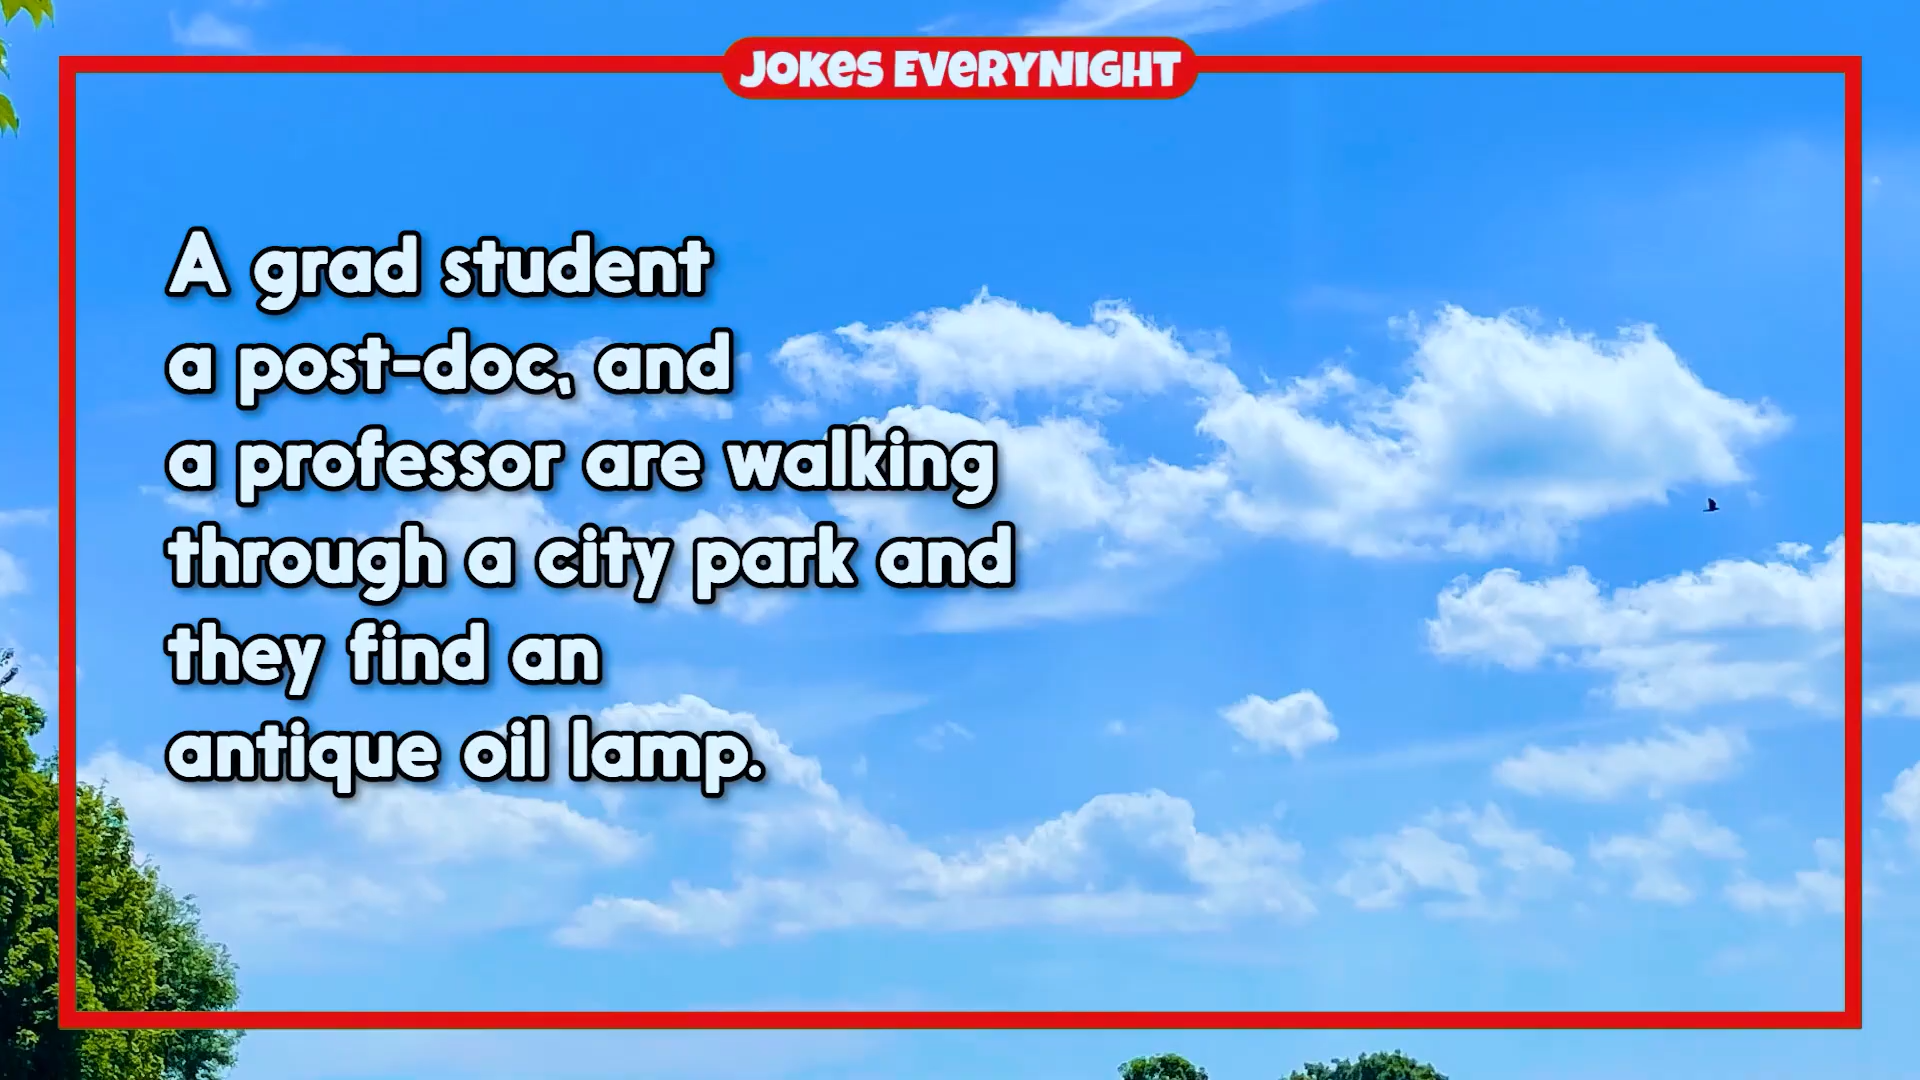 JOKES EVERYNIGHT
A grad student
a post-doc, and
a professor are walking
through a city park and
they find an
antique oil lamp.